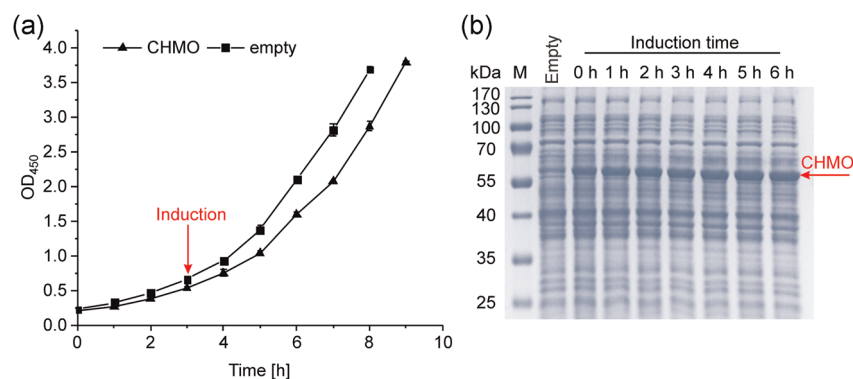 (a)
CHMO empty
4.0
3.5
3.0
2.5
2.0
1.5
1.0
0.5
0.0
OD450
Induction
0 2 4 6 8 10
Time [h]
(b)
Induction time
kDa M Empty 0 h 1 h 2 h 3 h 4 h 5 h 6 h
170
130
100
70
55
40
35
25
CHMO